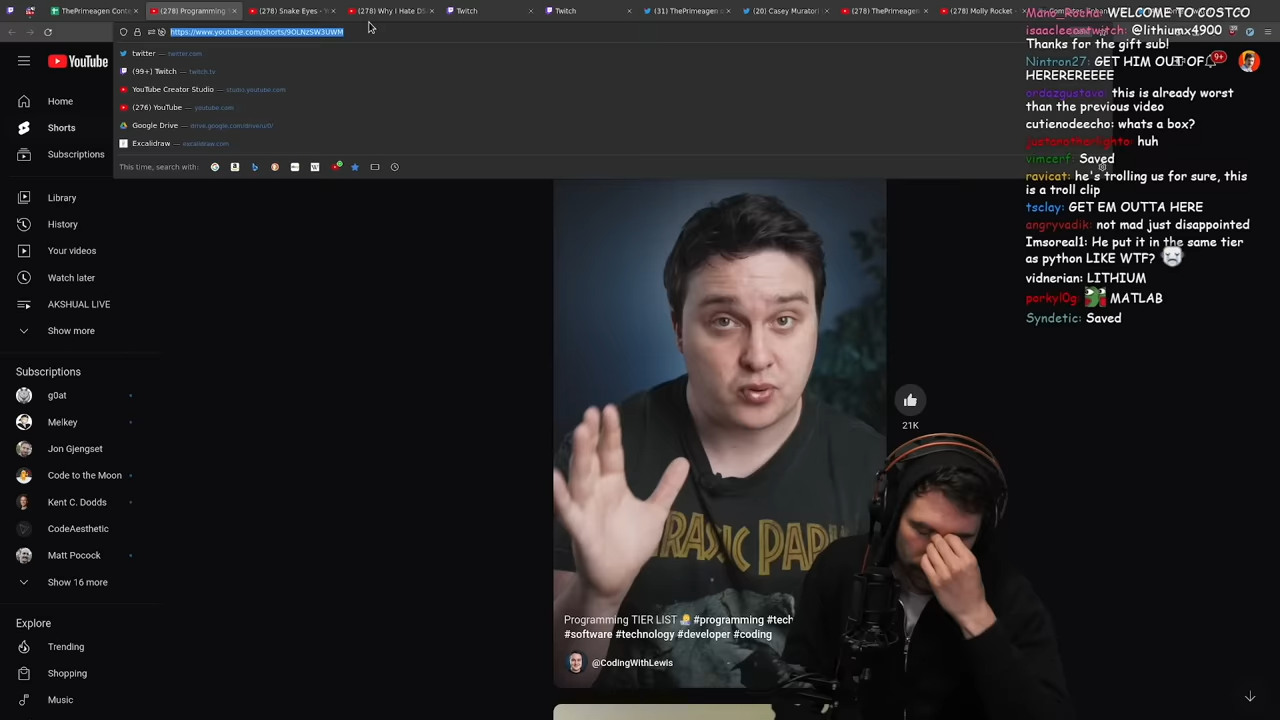 ThePrimeagen Conte
(278) Programming
(278) Snake Eyes -
(278) Why I Hate DS
Twitch
Twitch
(31) ThePrimeagen
(20) Casey Muratori
(278) ThePrimeagen
(278) Molly Rocket -
https://www.youtube.com/shorts/9OLNzSW3UWM
twitter — twitter.com
(99+) Twitch — twitch.tv
YouTube Creator Studio — studio.youtube.com
(276) YouTube — youtube.com
Google Drive — drive.google.com/drive/u/0/
Excalidraw — excalidraw.com
This time, search with:
YouTube
9+
Home
Shorts
Subscriptions
Library
History
Your videos
Watch later
AKSHUAL LIVE
Show more
Subscriptions
g0at
Melkey
Jon Gjengset
Code to the Moon
Kent C. Dodds
CodeAesthetic
Matt Pocock
Show 16 more
Explore
Trending
Shopping
Music
21K
Programming TIER LIST #programming #tech
#software #technology #developer #coding
@CodingWithLewis
Mano_Rocha: WELCOME TO COSTCO
isaacleeontwitch: @lithiumx4900
Thanks for the gift sub!
Nintron27: GET HIM OUT OF
HEREREREEEE
this is already worst
than the previous video
cutienodeecho: whats a box?
huh
vimcerf: Saved
ravicat: he's trolling us for sure, this
is a troll clip
tsclay: GET EM OUTTA HERE
angryvadik: not mad just disappointed
Imsoreal1: He put it in the same tier
as python LIKE WTF?
vidnerian: LITHIUM
porkyl0g: MATLAB
Syndetic: Saved